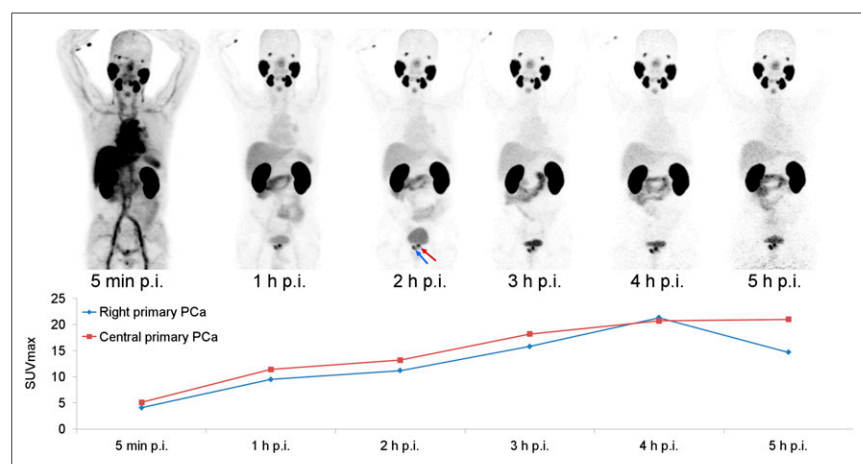 5 min p.i. 1 h p.i. 2 h p.i. 3 h p.i. 4 h p.i. 5 h p.i.
25
20
15
10
5
0
SUVmax
Right primary PCa
Central primary PCa
5 min p.i. 1 h p.i. 2 h p.i. 3 h p.i. 4 h p.i. 5 h p.i.